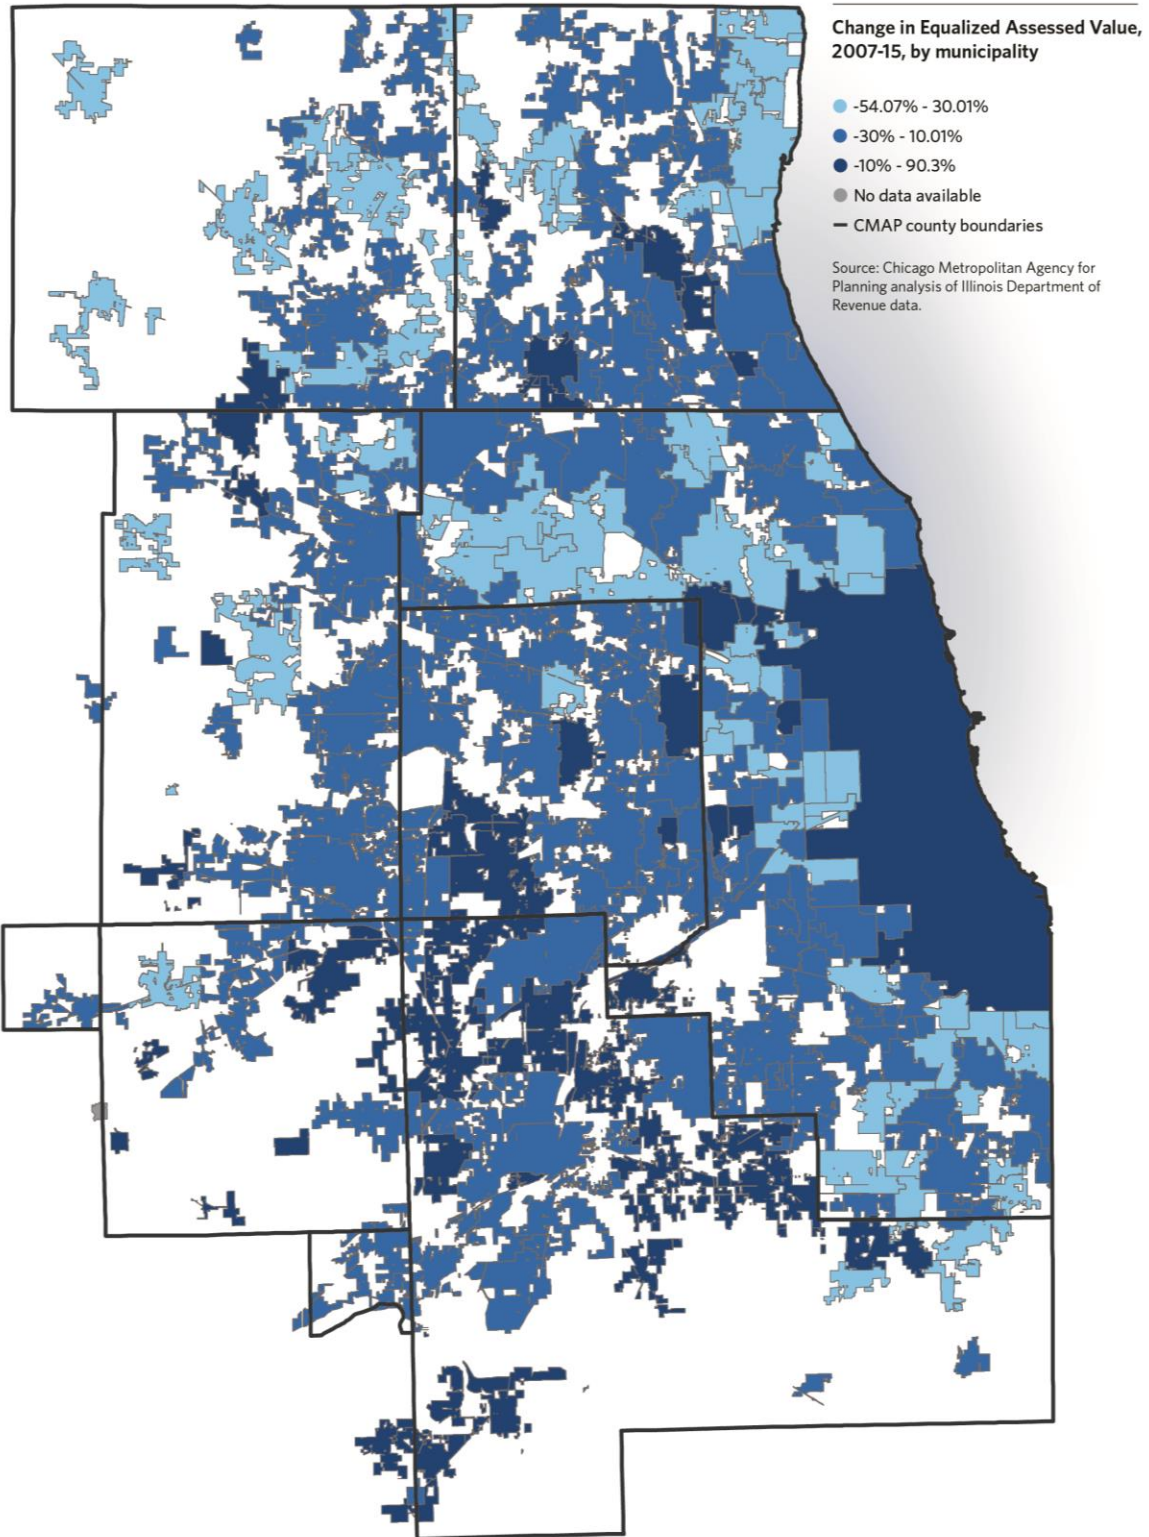 Change in Equalized Assessed Value,
2007-15, by municipality
-54.07% - 30.01%
-30% - 10.01%
-10% - 90.3%
No data available
CMAP county boundaries
Source: Chicago Metropolitan Agency for
Planning analysis of Illinois Department of
Revenue data.